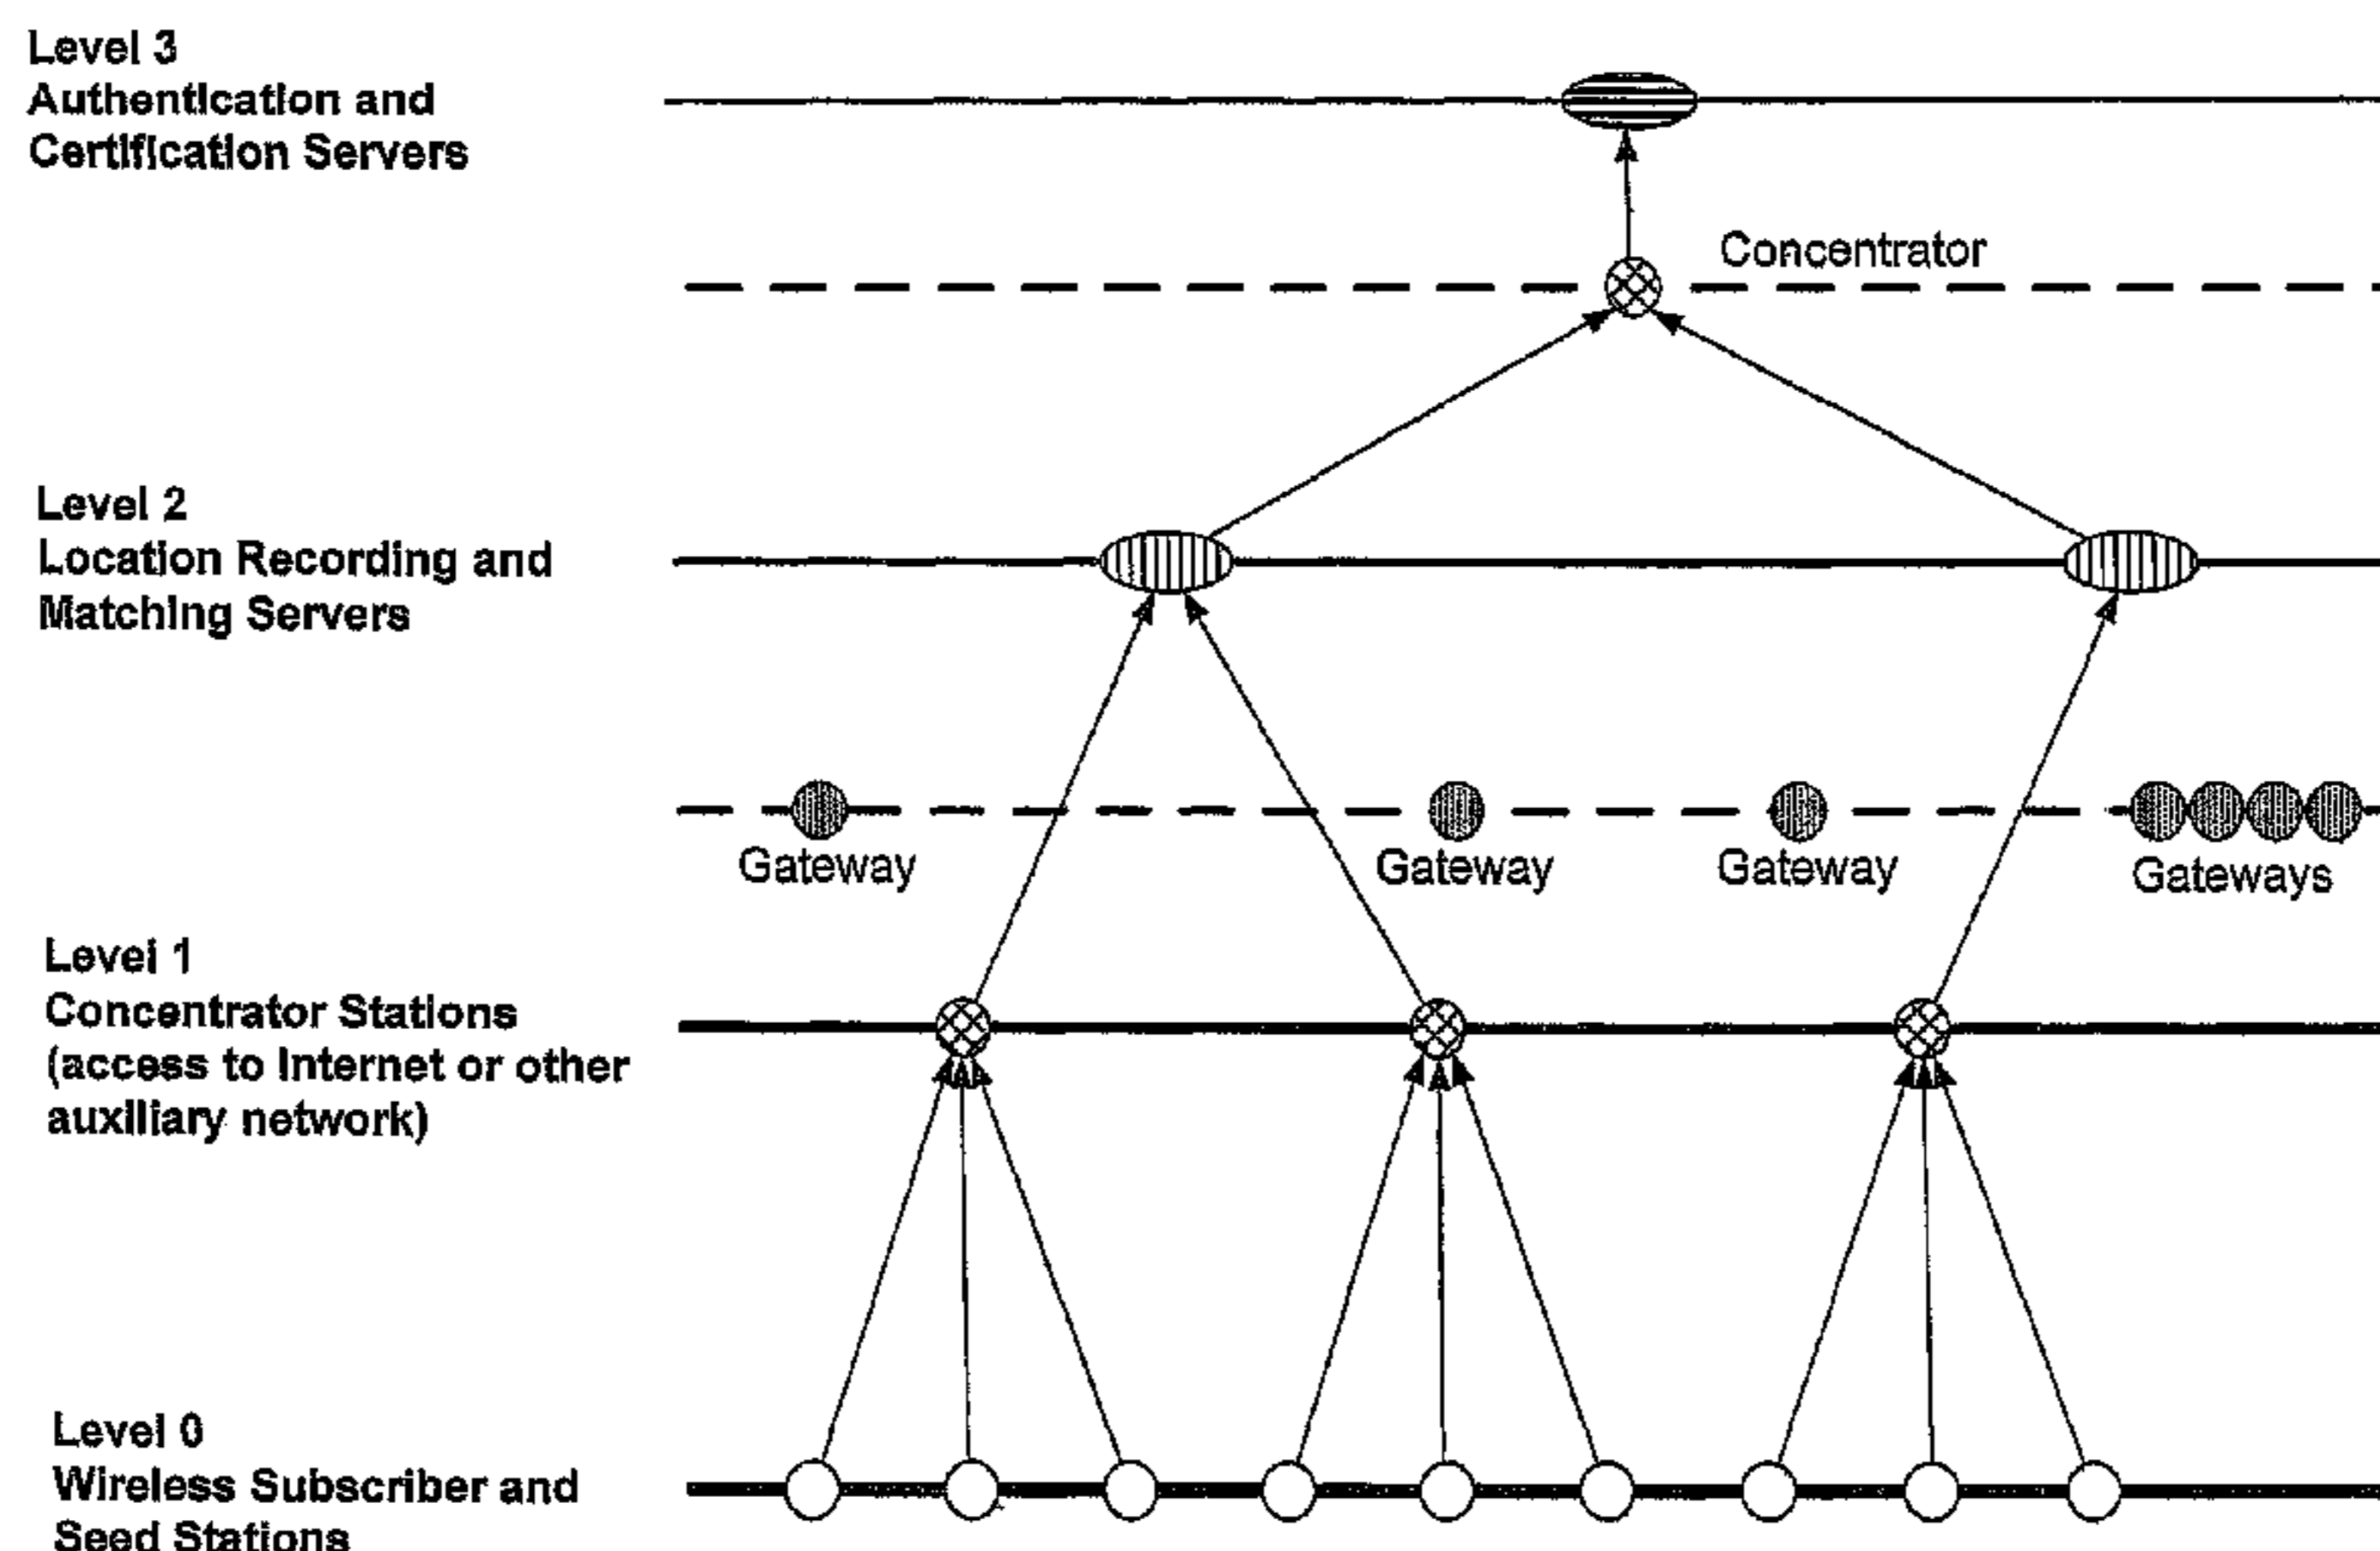 Level 3
Authentication and
Certification Servers
Concentrator
Level 2
Location Recording and
Matching Servers
Gateway
Gateway
Gateway
Gateways
Level 1
Concentrator Stations
(access to Internet or other
auxiliary network)
Level 0
Wireless Subscriber and
Seed Stations